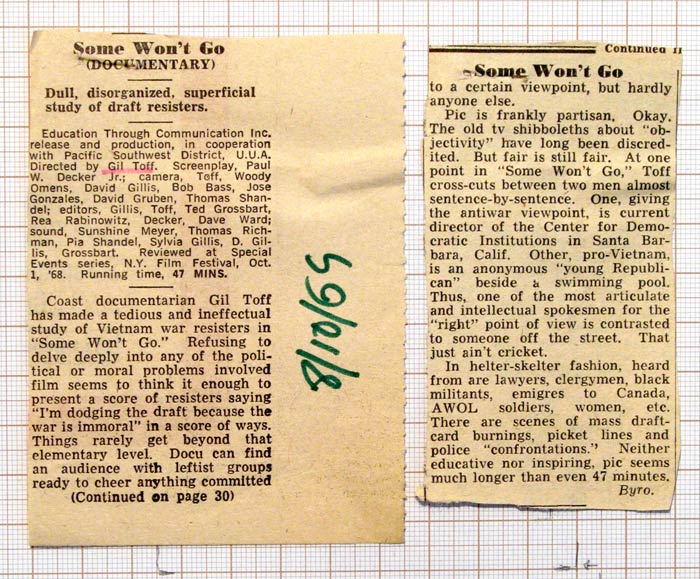 Some Won't Go
(DOCUMENTARY)
Dull, disorganized, superficial
study of draft resisters.
Education Through Communication Inc.
release and production, in cooperation
with Pacific Southwest District, U.U.A.
Directed by Gil Toff. Screenplay, Paul
W. Decker Jr.; camera, Toff, Woody
Omens, David Gillis, Bob Bass, Jose
Gonzales, David Gruben, Thomas Shan-
del; editors, Gillis, Toff, Ted Grossbart,
Rea Rabinowitz, Decker, Dave Ward;
sound, Sunshine Meyer, Thomas Rich-
man, Pia Shandel, Sylvia Gillis, D. Gil-
lis, Grossbart. Reviewed at Special
Events series, N.Y. Film Festival, Oct.
1, '68. Running time, 47 MINS.
Coast documentarian Gil Toff
has made a tedious and ineffectual
study of Vietnam war resisters in
"Some Won't Go." Refusing to
delve deeply into any of the poli-
tical or moral problems involved
film seems to think it enough to
present a score of resisters saying
"I'm dodging the draft because the
war is immoral" in a score of ways.
Things rarely get beyond that
elementary level. Docu can find
an audience with leftist groups
ready to cheer anything committed
(Continued on page 30)
Continued
Some Won't Go
to a certain viewpoint, but hardly
anyone else.
Pic is frankly partisan. Okay.
The old tv shibboleths about "ob-
jectivity" have long been discred-
ited. But fair is still fair. At one
point in "Some Won't Go," Toff
cross-cuts between two men almost
sentence-by-sentence. One, giving
the antiwar viewpoint, is current
director of the Center for Demo-
cratic Institutions in Santa Bar-
bara, Calif. Other, pro-Vietnam,
is an anonymous "young Republi-
can" beside a swimming pool.
Thus, one of the most articulate
and intellectual spokesmen for the
"right" point of view is contrasted
to someone off the street. That
just ain't cricket.
In helter-skelter fashion, heard
from are lawyers, clergymen, black
militants, emigres to Canada,
AWOL soldiers, women, etc.
There are scenes of mass draft-
card burnings, picket lines and
police "confrontations." Neither
educative nor inspiring, pic seems
much longer than even 47 minutes.
Byro.